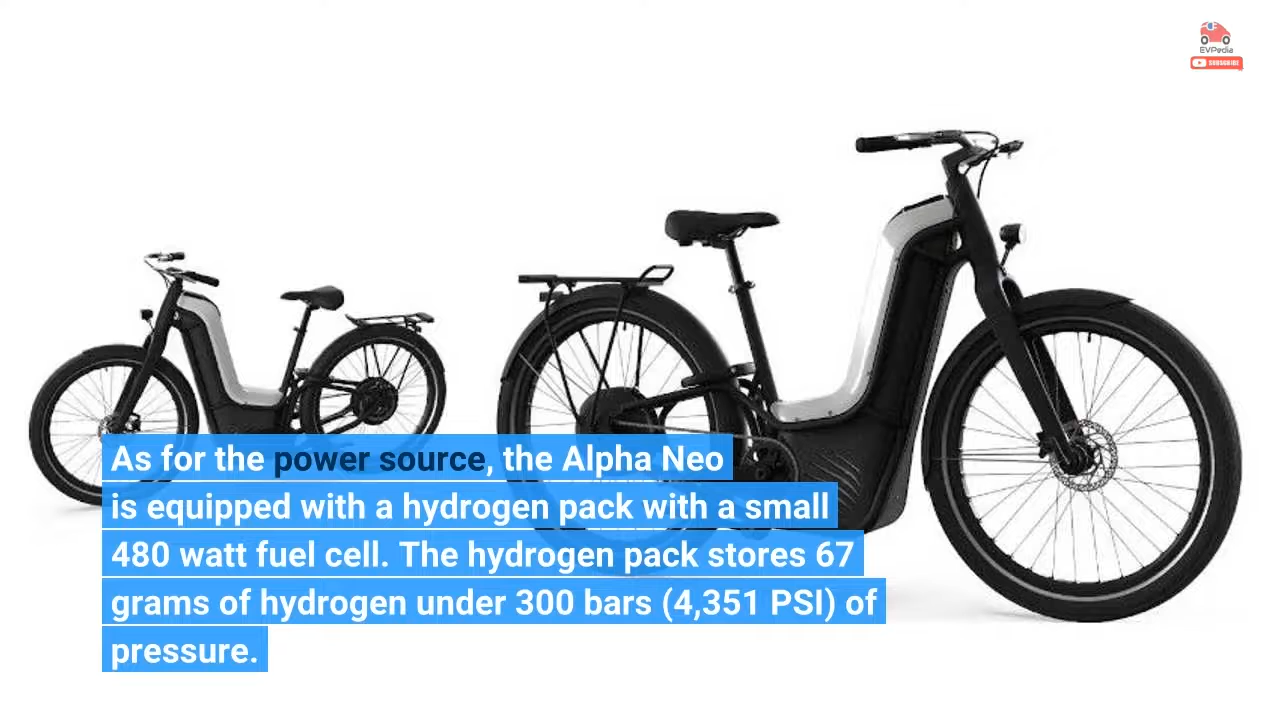 EVPedia
SUBSCRIBE
As for the power source, the Alpha Neo
is equipped with a hydrogen pack with a small
480 watt fuel cell. The hydrogen pack stores 67
grams of hydrogen under 300 bars (4,351 PSI) of
pressure.